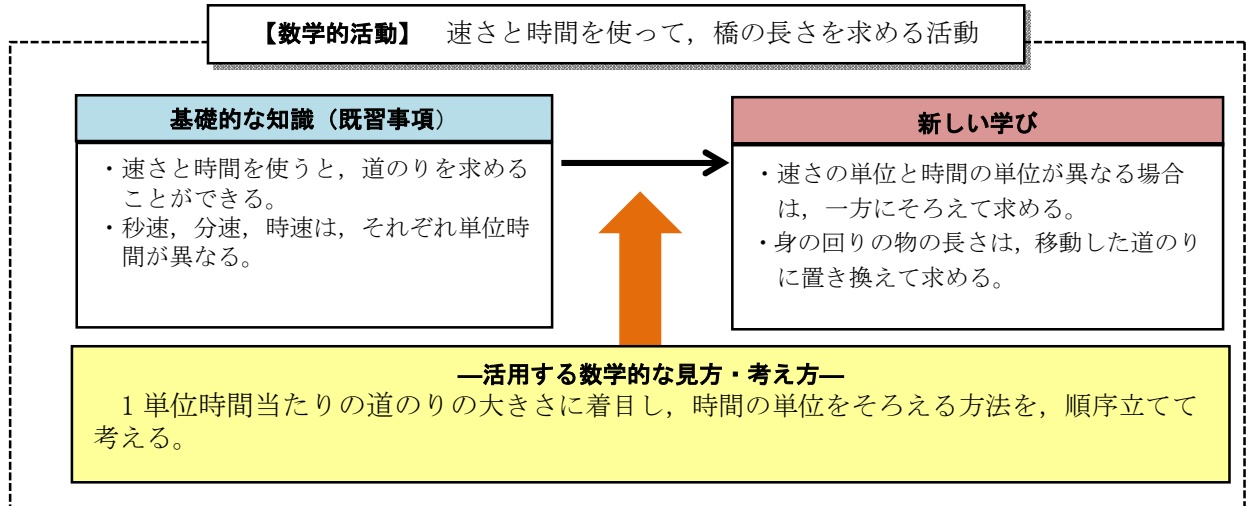 【数学的活動】 速さと時間を使って，橋の長さを求める活動
基礎的な知識（既習事項）
・速さと時間を使うと，道のりを求める
ことができる。
・秒速，分速，時速は，それぞれ単位時
間が異なる。
新しい学び
・速さの単位と時間の単位が異なる場合
は，一方にそろえて求める。
・身の回りの物の長さは，移動した道のり
に置き換えて求める。
―活用する数学的な見方・考え方―
１単位時間当たりの道のりの大きさに着目し，時間の単位をそろえる方法を，順序立てて
考える。